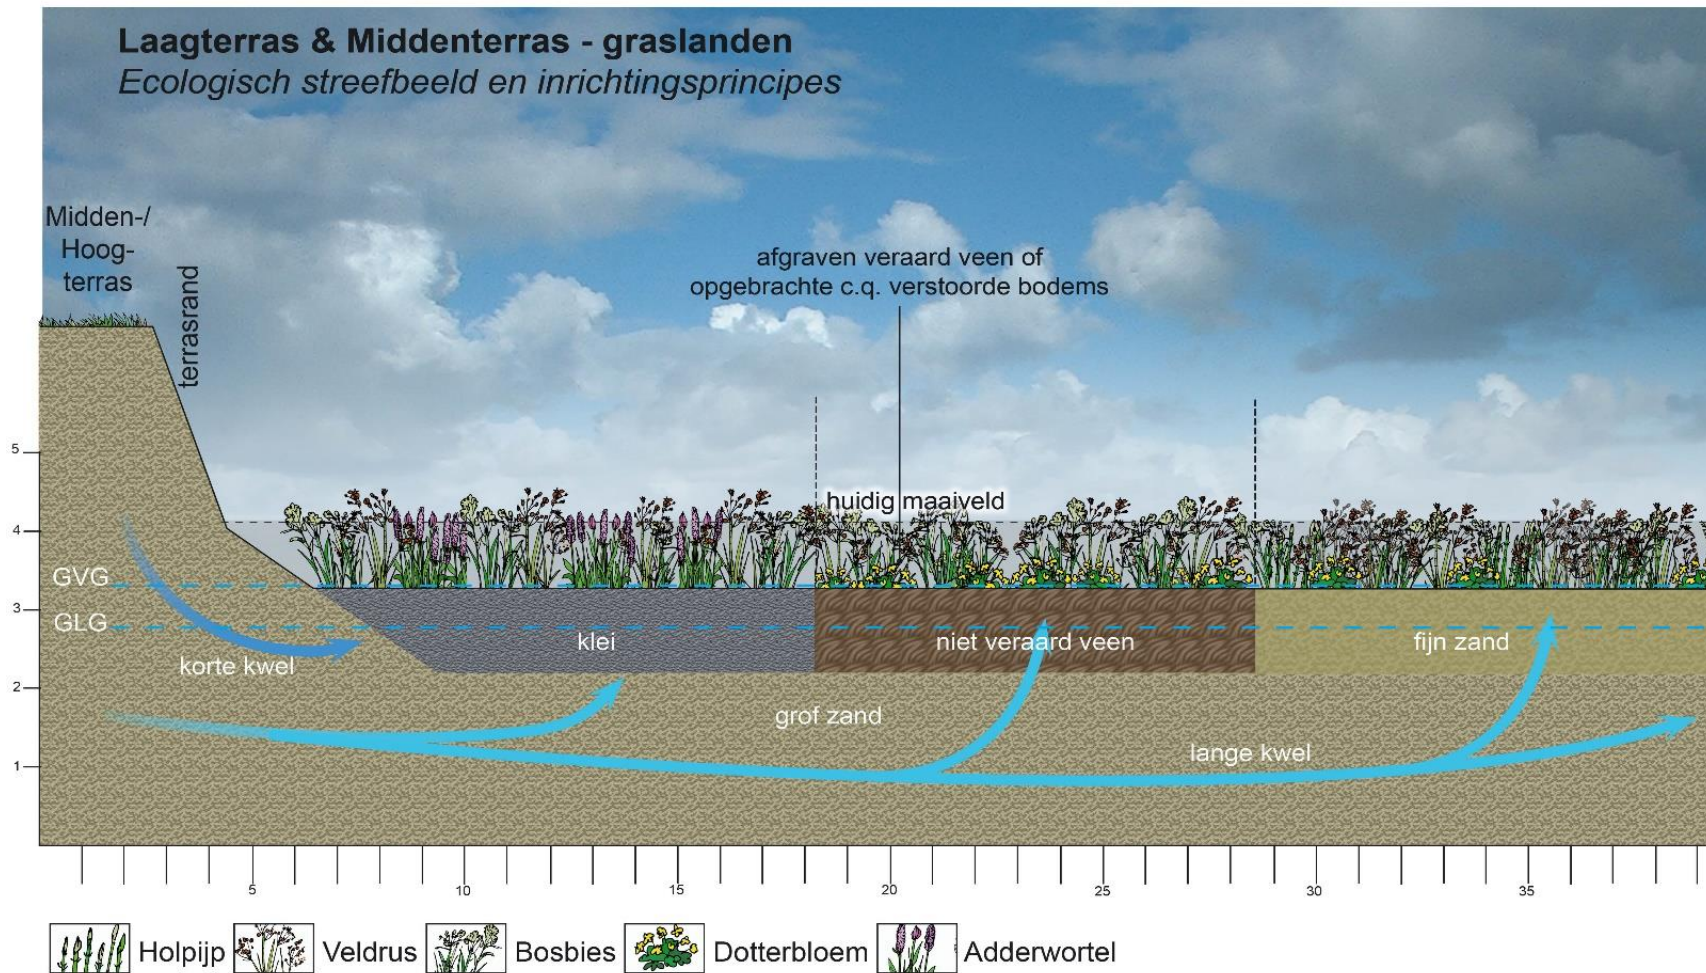 Laagterras & Middenterras - graslanden
Ecologisch streefbeeld en inrichtingsprincipes
Midden-/
Hoog-
terras
terrasrand
afgraven veraard veen of
opgebrachte c.q. verstoorde bodems
huidig maaiveld
5
4
3
2
1
GVG
GLG
korte kwel
klei
niet veraard veen
fijn zand
grof zand
lange kwel
5 10 15 20 25 30 35
Holpijp Veldrus Bosbies Dotterbloem Adderwortel